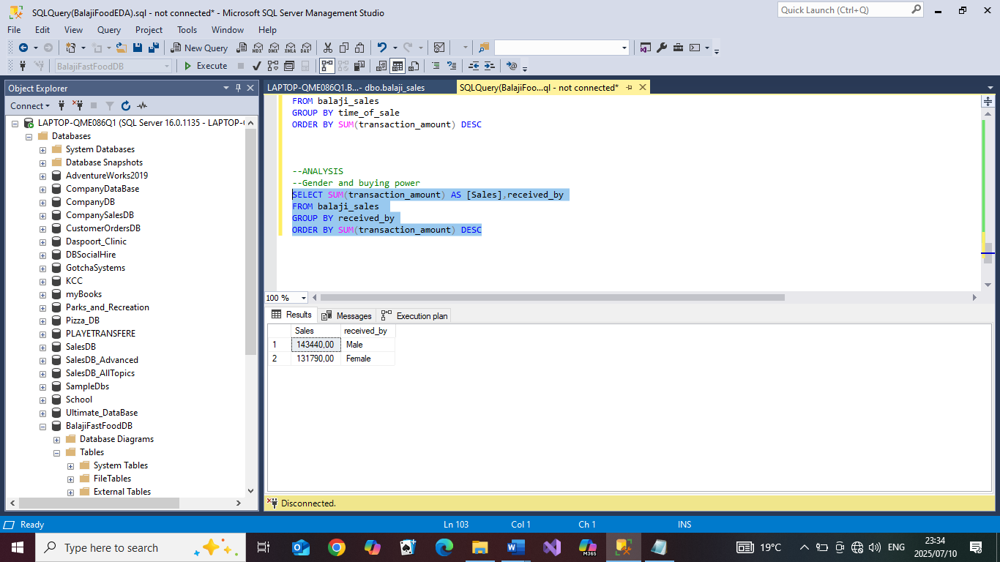 SQLQuery(BalajiFoodEDA).sql - not connected* - Microsoft SQL Server Management Studio
Quick Launch (Ctrl+Q)
File Edit View Query Project Tools Window Help
New Query MDX DMX XMLA DAX
BalajiFastFoodDB Execute
Object Explorer
LAPTOP-QME086Q1.B...- dbo.balaji_sales
SQLQuery(BalajiFoo...ql - not connected*
Connect
LAPTOP-QME086Q1 (SQL Server 16.0.1135 - LAPTOP-
Databases
System Databases
Database Snapshots
AdventureWorks2019
CompanyDataBase
CompanyDB
CompanySalesDB
CustomerOrdersDB
Daspoort_Clinic
DBSocialHire
GotchaSystems
KCC
myBooks
Parks_and_Recreation
Pizza_DB
PLAYETRANSFERE
SalesDB
SalesDB_Advanced
SalesDB_AllTopics
SampleDbs
School
Ultimate_DataBase
BalajiFastFoodDB
Database Diagrams
Tables
System Tables
FileTables
External Tables
FROM balaji_sales
GROUP BY time_of_sale
ORDER BY SUM(transaction_amount) DESC
--ANALYSIS
--Gender and buying power
SELECT SUM(transaction_amount) AS [Sales],received_by
FROM balaji_sales
GROUP BY received_by
ORDER BY SUM(transaction_amount) DESC
100 %
Results Messages Execution plan
Sales received_by
1 143440,00 Male
2 131790,00 Female
Disconnected.
Ready Ln 103 Col 1 Ch 1 INS
Type here to search
M365
19°C
ENG
23:34
2025/07/10